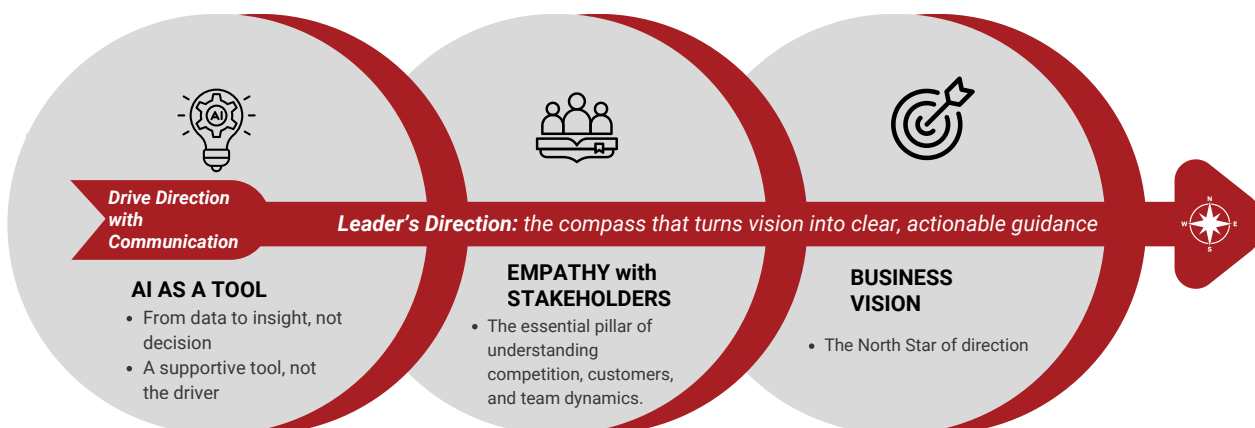 AI
Drive Direction
with
Communication
Leader's Direction: the compass that turns vision into clear, actionable guidance
N
W E
S
AI AS A TOOL
• From data to insight, not
decision
• A supportive tool, not
the driver
EMPATHY with
STAKEHOLDERS
• The essential pillar of
understanding
competition, customers,
and team dynamics.
BUSINESS
VISION
• The North Star of direction